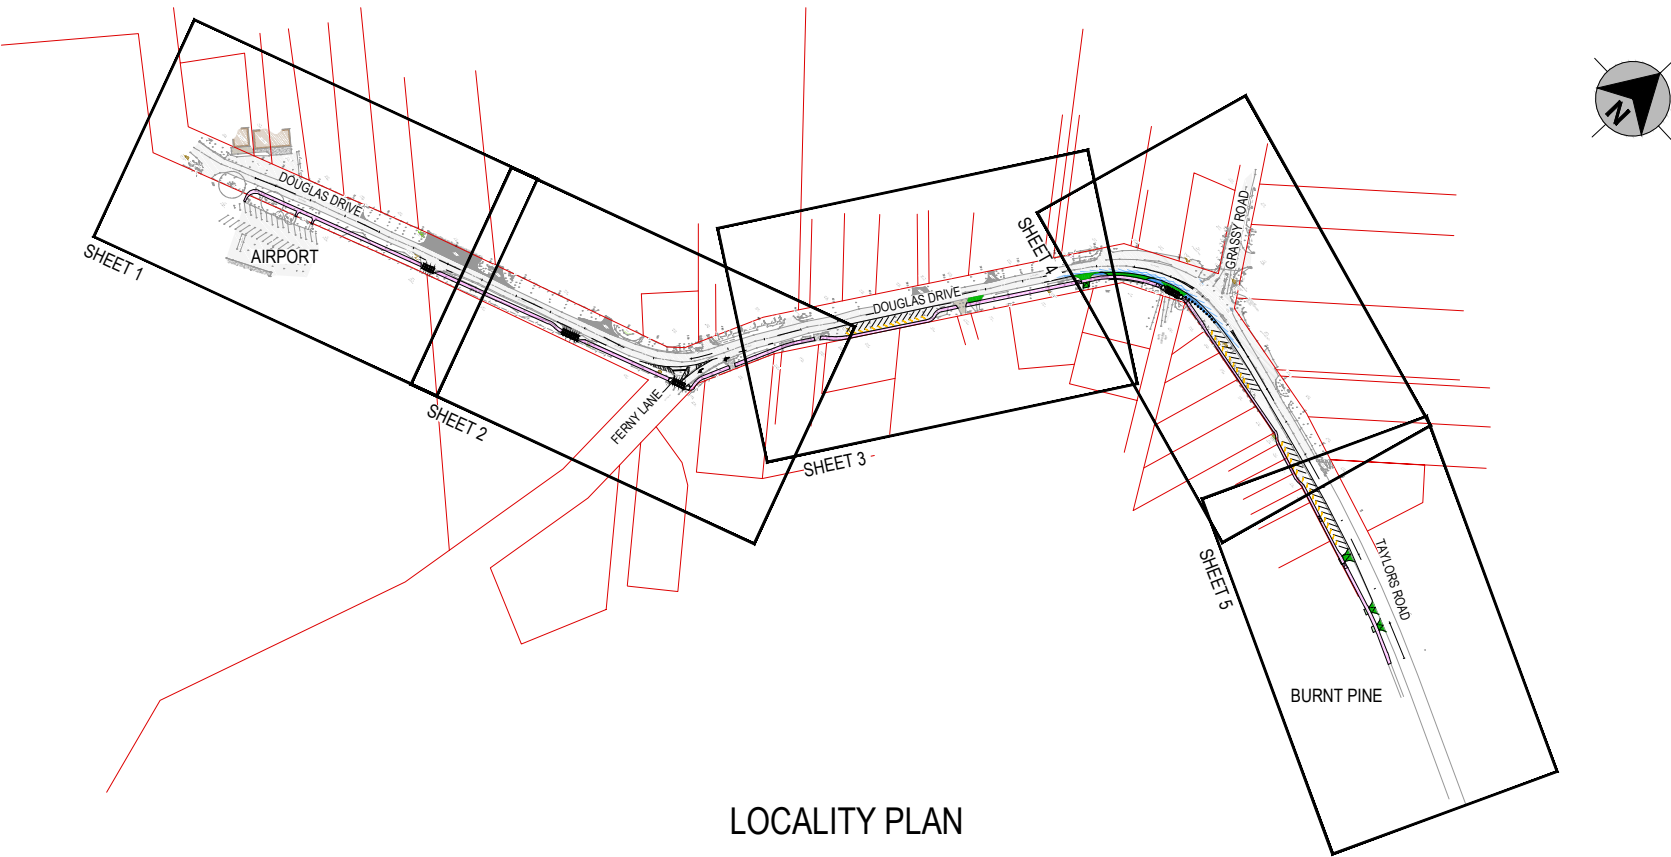 DOUGLAS DRIVE
AIRPORT
SHEET 1
SHEET 2
FERNY LANE
DOUGLAS DRIVE
SHEET 3
SHEET 4
GRASSY ROAD
N
TAYLORS ROAD
SHEET 5
BURNT PINE
LOCALITY PLAN